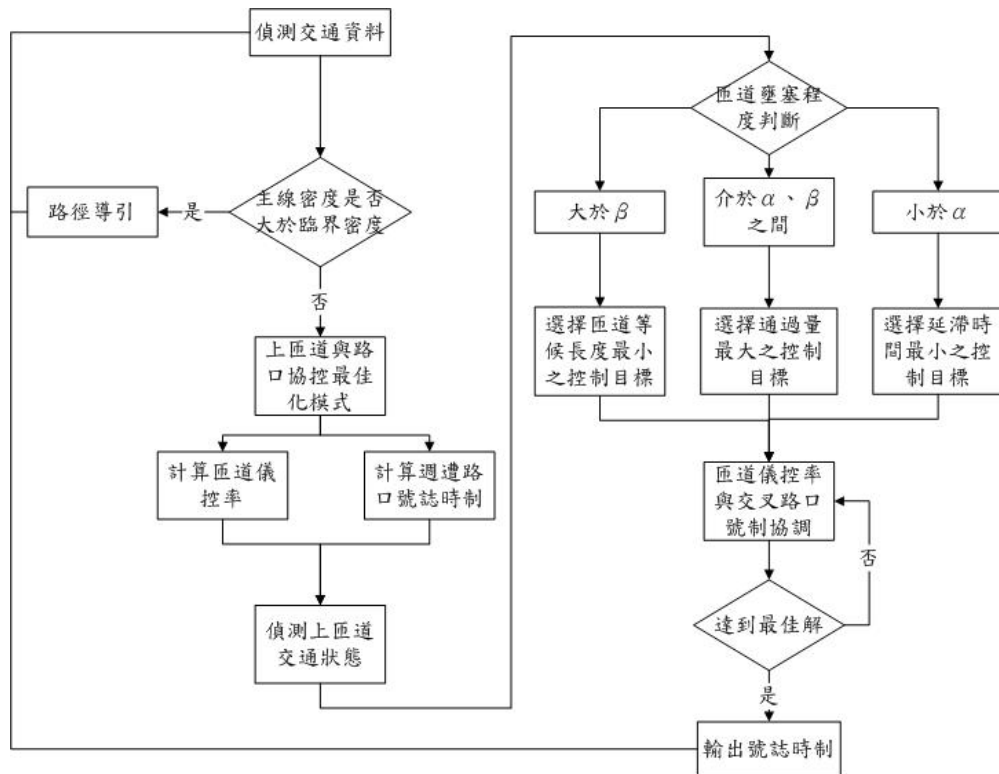 偵測交通資料
主線密度是否
大於臨界密度
是
路徑導引
否
上匝道與路
口協控最佳
化模式
計算匝道儀
控率
計算週遭路
口號誌時制
偵測上匝道
交通狀態
匝道壅塞程
度判斷
大於β
介於α、β
之間
小於α
選擇匝道等
候長度最小
之控制目標
選擇通過量
最大之控制
目標
選擇延滯時
間最小之控
制目標
匝道儀控率
與交叉路口
號制協調
否
達到最佳解
是
輸出號誌時制